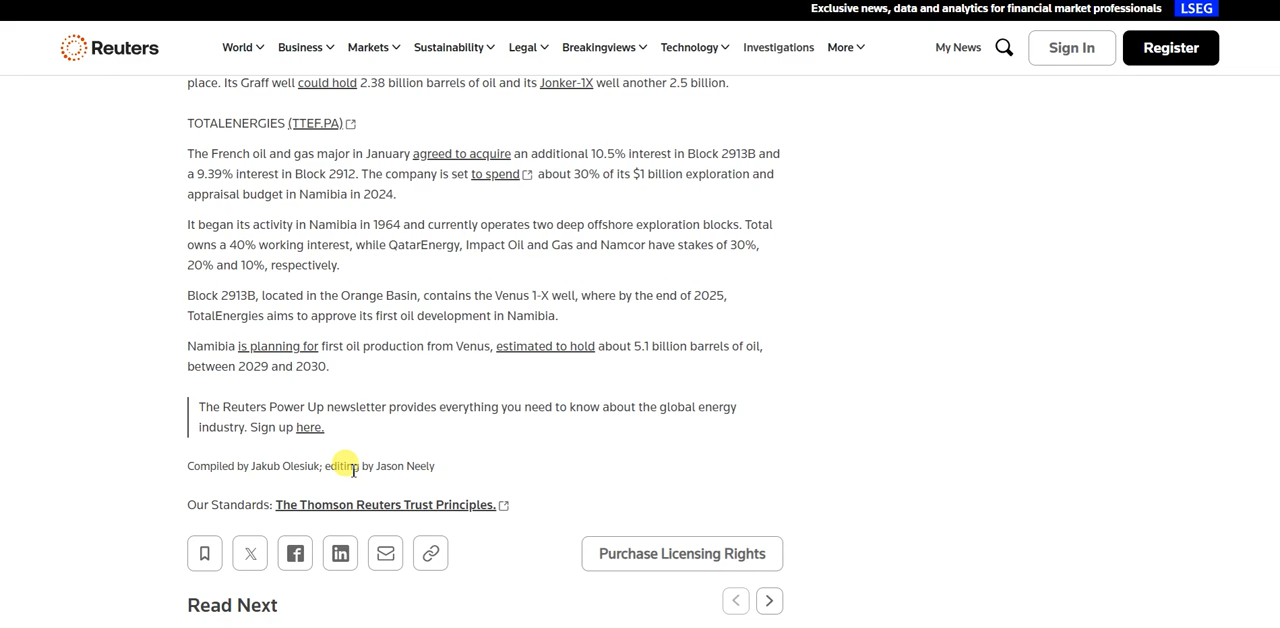 Exclusive news, data and analytics for financial market professionals LSEG
Reuters World Business Markets Sustainability Legal Breakingviews Technology Investigations More My News Sign In Register
place. Its Graff well could hold 2.38 billion barrels of oil and its Jonker-1X well another 2.5 billion.
TOTALENERGIES (TTEF.PA)
The French oil and gas major in January agreed to acquire an additional 10.5% interest in Block 2913B and
a 9.39% interest in Block 2912. The company is set to spend about 30% of its $1 billion exploration and
appraisal budget in Namibia in 2024.
It began its activity in Namibia in 1964 and currently operates two deep offshore exploration blocks. Total
owns a 40% working interest, while QatarEnergy, Impact Oil and Gas and Namcor have stakes of 30%,
20% and 10%, respectively.
Block 2913B, located in the Orange Basin, contains the Venus 1-X well, where by the end of 2025,
TotalEnergies aims to approve its first oil development in Namibia.
Namibia is planning for first oil production from Venus, estimated to hold about 5.1 billion barrels of oil,
between 2029 and 2030.
The Reuters Power Up newsletter provides everything you need to know about the global energy
industry. Sign up here.
Compiled by Jakub Olesiuk; editing by Jason Neely
Our Standards: The Thomson Reuters Trust Principles.
Purchase Licensing Rights
Read Next